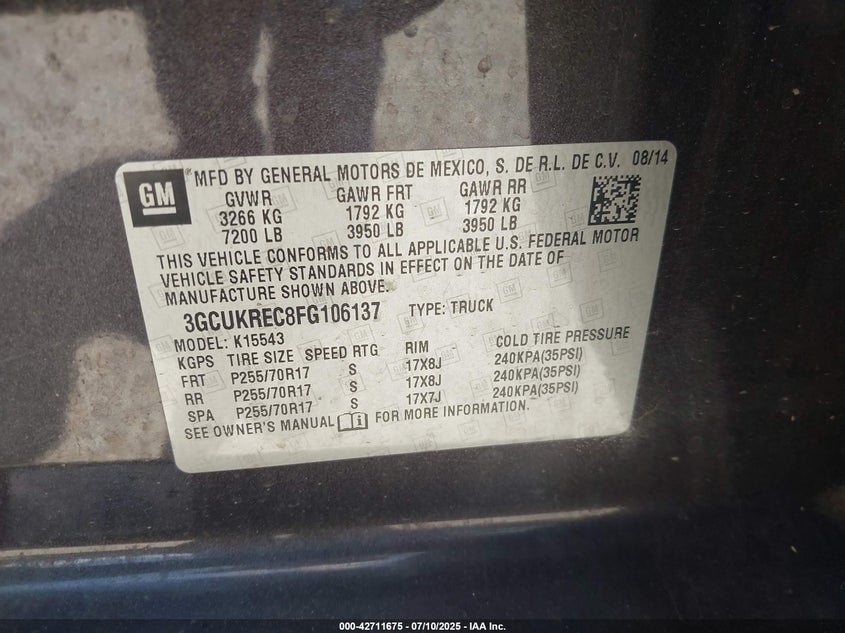 GM
*MFD BY GENERAL MOTORS DE MEXICO, S. DE R.L. DE C.V. 08/14
GVWR GAWR FRT GAWR RR
3266 KG 1792 KG 1792 KG
7200 LB 3950 LB 3950 LB
THIS VEHICLE CONFORMS TO ALL APPLICABLE U.S. FEDERAL MOTOR
VEHICLE SAFETY STANDARDS IN EFFECT ON THE DATE OF
MANUFACTURE SHOWN ABOVE.
3GCUKREC8FG106137 TYPE: TRUCK
MODEL: K15543
KGPS TIRE SIZE SPEED RTG RIM COLD TIRE PRESSURE
FRT P255/70R17 S 17X8J 240KPA(35PSI)
RR P255/70R17 S 17X8J 240KPA(35PSI)
SPA P255/70R17 S 17X7J 240KPA(35PSI)
SEE OWNER'S MANUAL FOR MORE INFORMATION.
000-42711675 - 07/10/2025 - IAA Inc.